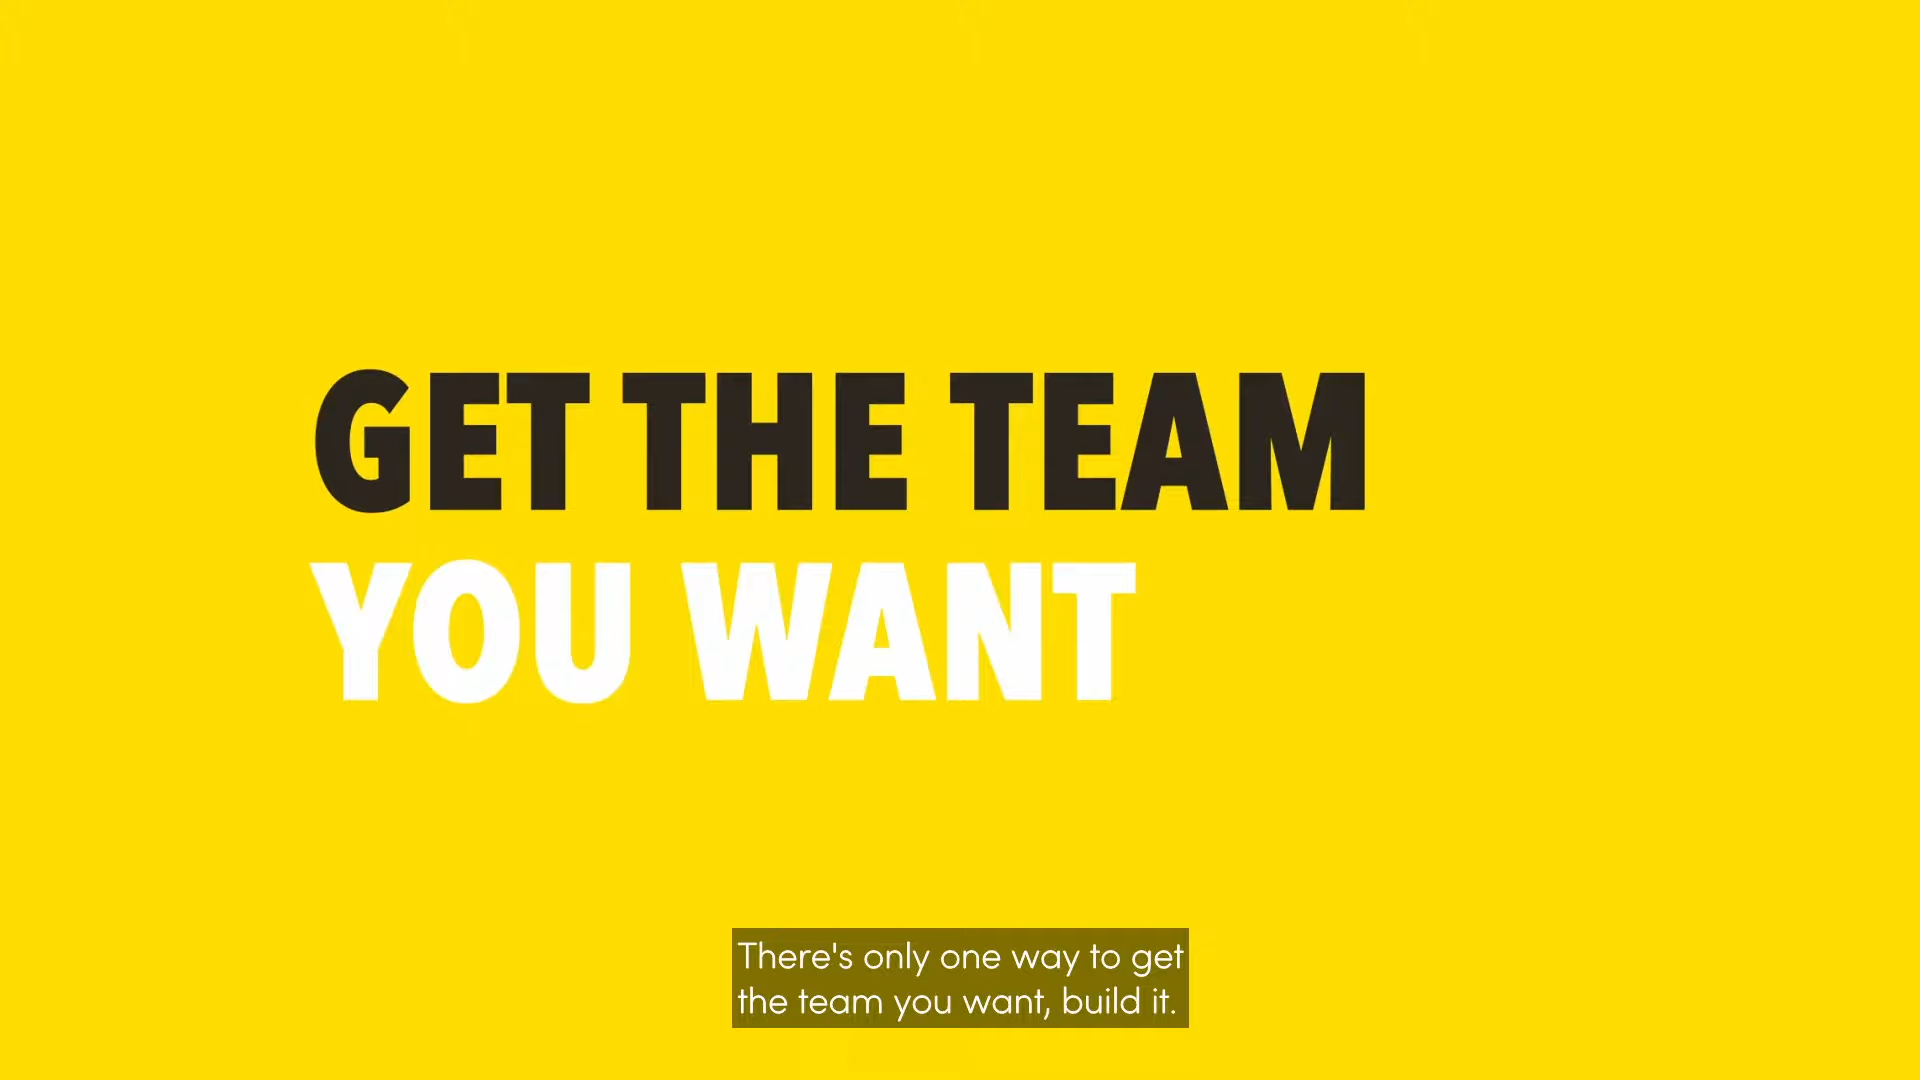 GET THE TEAM
YOU WANT
There's only one way to get
the team you want, build it.